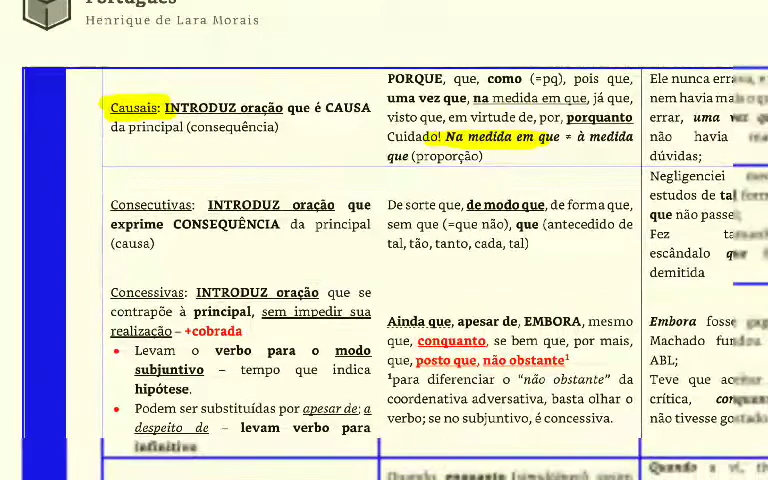 Português
Henrique de Lara Morais
Causais: INTRODUZ oração que é CAUSA
da principal (consequência)
PORQUE, que, como (=pq), pois que,
uma vez que, na medida em que, já que,
visto que, em virtude de, por, porquanto
Cuidado! Na medida em que ≠ à medida
que (proporção)
Ele nunca
nem havia
errar, uma
não havia
dúvidas;
Consecutivas: INTRODUZ oração que
exprime CONSEQUÊNCIA da principal
(causa)
De sorte que, de modo que, de forma que,
sem que (=que não), que (antecedido de
tal, tão, tanto, cada, tal)
Negligenciei
estudos de tal
que não passei;
Fez
escândalo que
demitida
Concessivas: INTRODUZ oração que se
contrapõe à principal, sem impedir sua
realização – +cobrada
• Levam o verbo para o modo
subjuntivo – tempo que indica
hipótese.
• Podem ser substituídas por apesar de; a
despeito de – levam verbo para
infinitivo
Ainda que, apesar de, EMBORA, mesmo
que, conquanto, se bem que, por mais,
que, posto que, não obstante¹
¹para diferenciar o “não obstante” da
coordenativa adversativa, basta olhar o
verbo; se no subjuntivo, é concessiva.
Embora fosse
Machado
ABL;
Teve que
crítica,
não tivesse
Quando